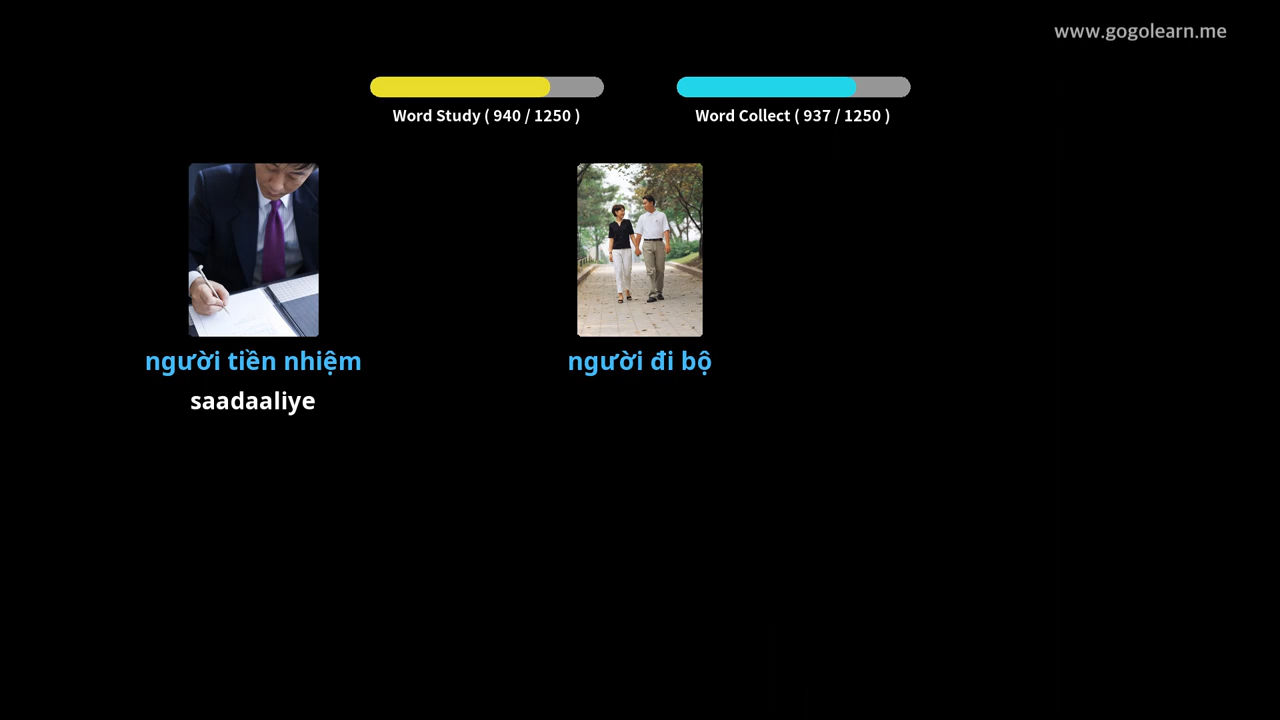 www.gogolearn.me
Word Study ( 940 / 1250 )
Word Collect ( 937 / 1250 )
người tiền nhiệm
saadaaliye
người đi bộ